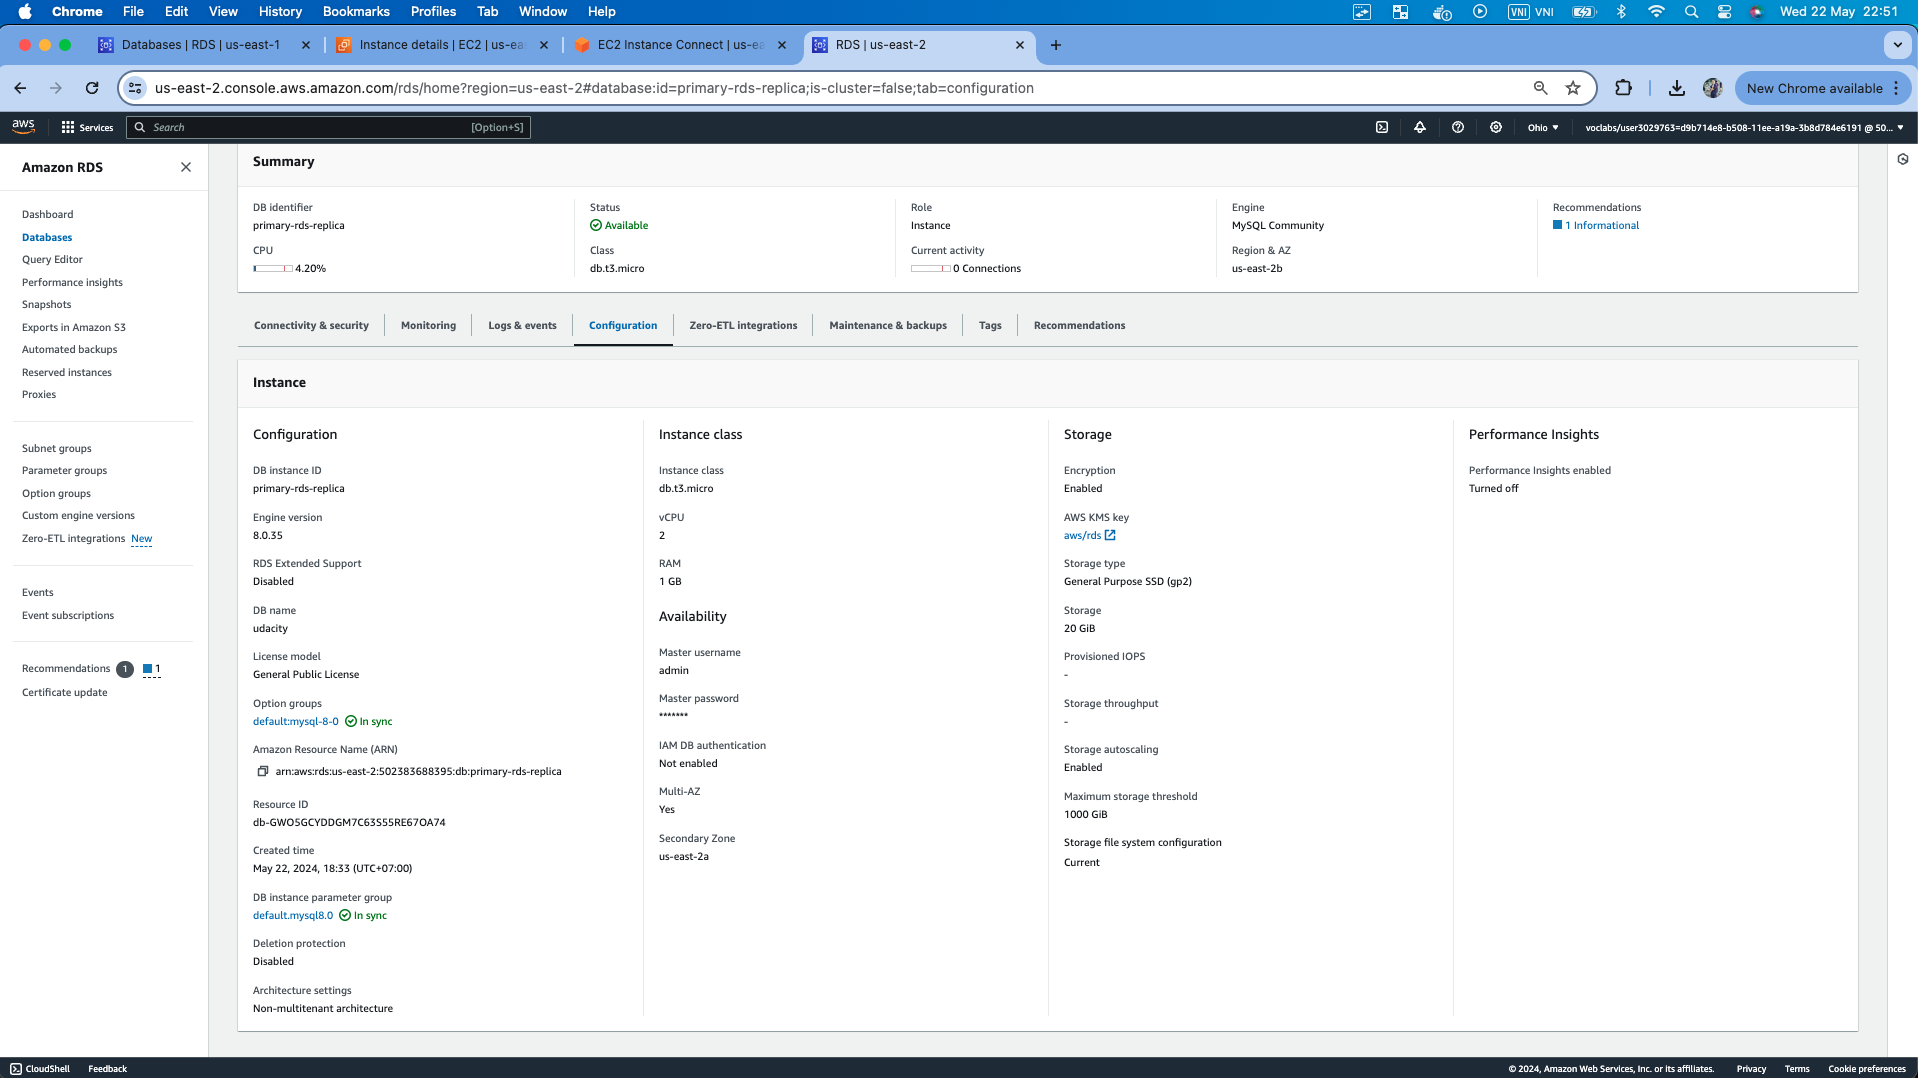 Chrome File Edit View History Bookmarks Profiles Tab Window Help VNI VNI Wed 22 May 22:51
Databases | RDS | us-east-1
Instance details | EC2 | us-eas
EC2 Instance Connect | us-ea
RDS | us-east-2
us-east-2.console.aws.amazon.com/rds/home?region=us-east-2#database:id=primary-rds-replica;is-cluster=false;tab=configuration
New Chrome available
aws Services Search [Option+S] Ohio voclabs/user3029763=d9b714e8-b508-11ee-a19a-3b8d784e6191 @ 50...
Amazon RDS
Dashboard
Databases
Query Editor
Performance insights
Snapshots
Exports in Amazon S3
Automated backups
Reserved instances
Proxies
Subnet groups
Parameter groups
Option groups
Custom engine versions
Zero-ETL integrations New
Events
Event subscriptions
Recommendations 1 1
Certificate update
Summary
DB identifier
primary-rds-replica
CPU
4.20%
Status
Available
Class
db.t3.micro
Role
Instance
Current activity
0 Connections
Engine
MySQL Community
Region & AZ
us-east-2b
Recommendations
1 Informational
Connectivity & security Monitoring Logs & events Configuration Zero-ETL integrations Maintenance & backups Tags Recommendations
Instance
Configuration
DB instance ID
primary-rds-replica
Engine version
8.0.35
RDS Extended Support
Disabled
DB name
udacity
License model
General Public License
Option groups
default:mysql-8-0 In sync
Amazon Resource Name (ARN)
arn:aws:rds:us-east-2:502383688395:db:primary-rds-replica
Resource ID
db-GWO5GCYDDGM7C63S55RE67OA74
Created time
May 22, 2024, 18:33 (UTC+07:00)
DB instance parameter group
default.mysql8.0 In sync
Deletion protection
Disabled
Architecture settings
Non-multitenant architecture
Instance class
Instance class
db.t3.micro
vCPU
2
RAM
1 GB
Availability
Master username
admin
Master password
*******
IAM DB authentication
Not enabled
Multi-AZ
Yes
Secondary Zone
us-east-2a
Storage
Encryption
Enabled
AWS KMS key
aws/rds
Storage type
General Purpose SSD (gp2)
Storage
20 GiB
Provisioned IOPS
-
Storage throughput
-
Storage autoscaling
Enabled
Maximum storage threshold
1000 GiB
Storage file system configuration
Current
Performance Insights
Performance Insights enabled
Turned off
CloudShell Feedback © 2024, Amazon Web Services, Inc. or its affiliates. Privacy Terms Cookie preferences